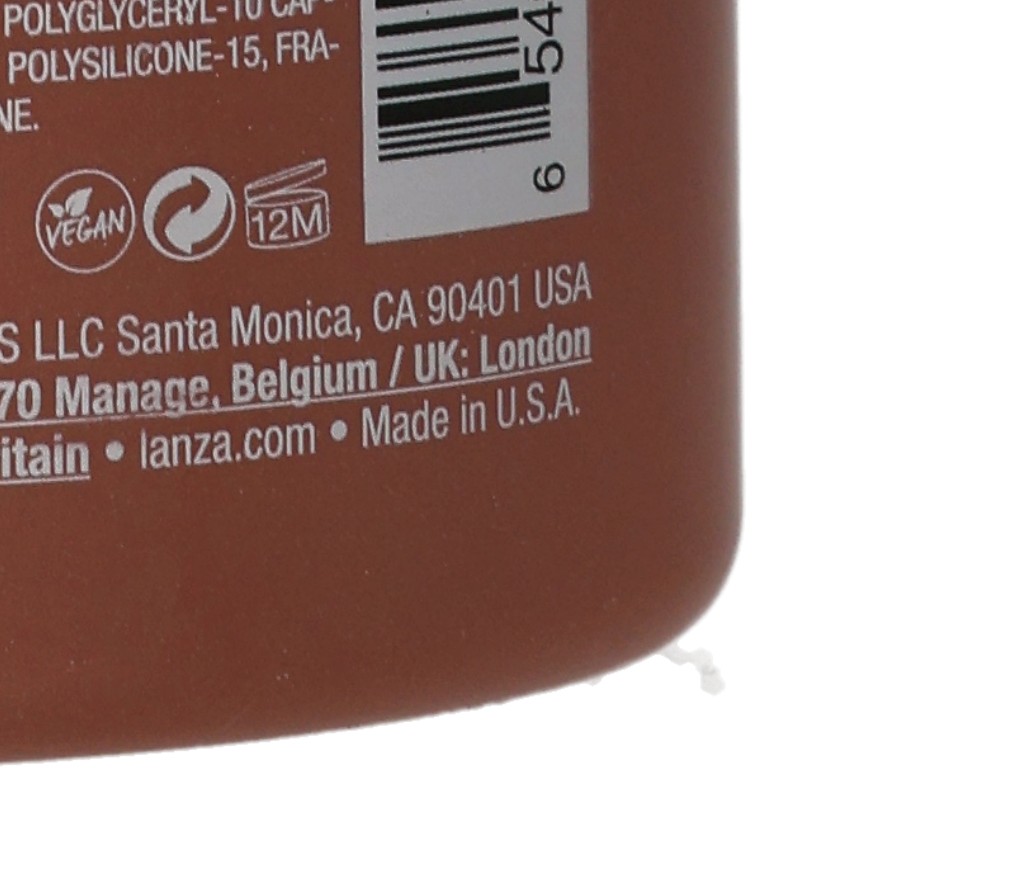 POLYGLYCERYL-10 CAP-
POLYSILICONE-15, FRA-
NE.
VEGAN
12M
6 54
S LLC Santa Monica, CA 90401 USA
70 Manage, Belgium / UK: London
itain • lanza.com • Made in U.S.A.